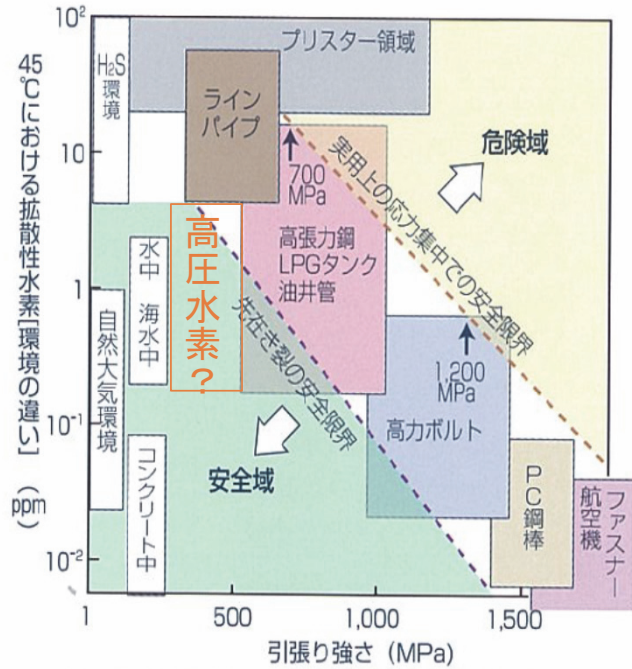 45℃における拡散性水素[環境の違い] (ppm)
10²
10
1
10⁻¹
10⁻²
H₂S
環境
自然大気環境
水中 海水中
コンクリート中
プリスター領域
ライン
パイプ
高圧水素?
700
MPa
高張力鋼
LPGタンク
油井管
危険域
実用上の応力集中での安全限界
先在き裂の安全限界
安全域
1,200
MPa
高力ボルト
PC鋼棒
ファスナー
航空機
1
500
1,000
1,500
引張り強さ (MPa)